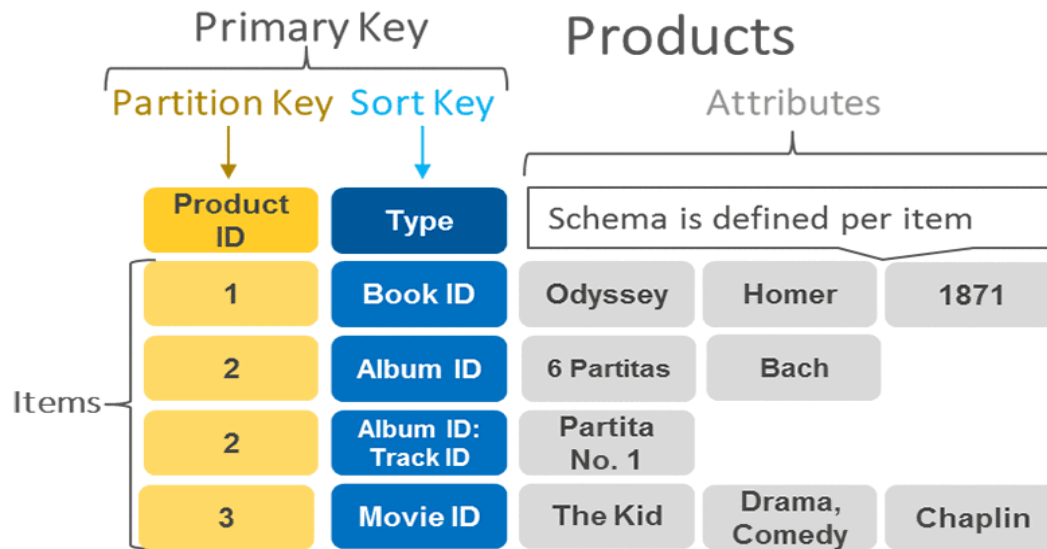 Primary Key
Products
Partition Key
Sort Key
Attributes
Product
ID
Type
Schema is defined per item
1
Book ID
Odyssey
Homer
1871
2
Album ID
6 Partitas
Bach
Items
2
Album ID:
Track ID
Partita
No. 1
3
Movie ID
The Kid
Drama,
Comedy
Chaplin